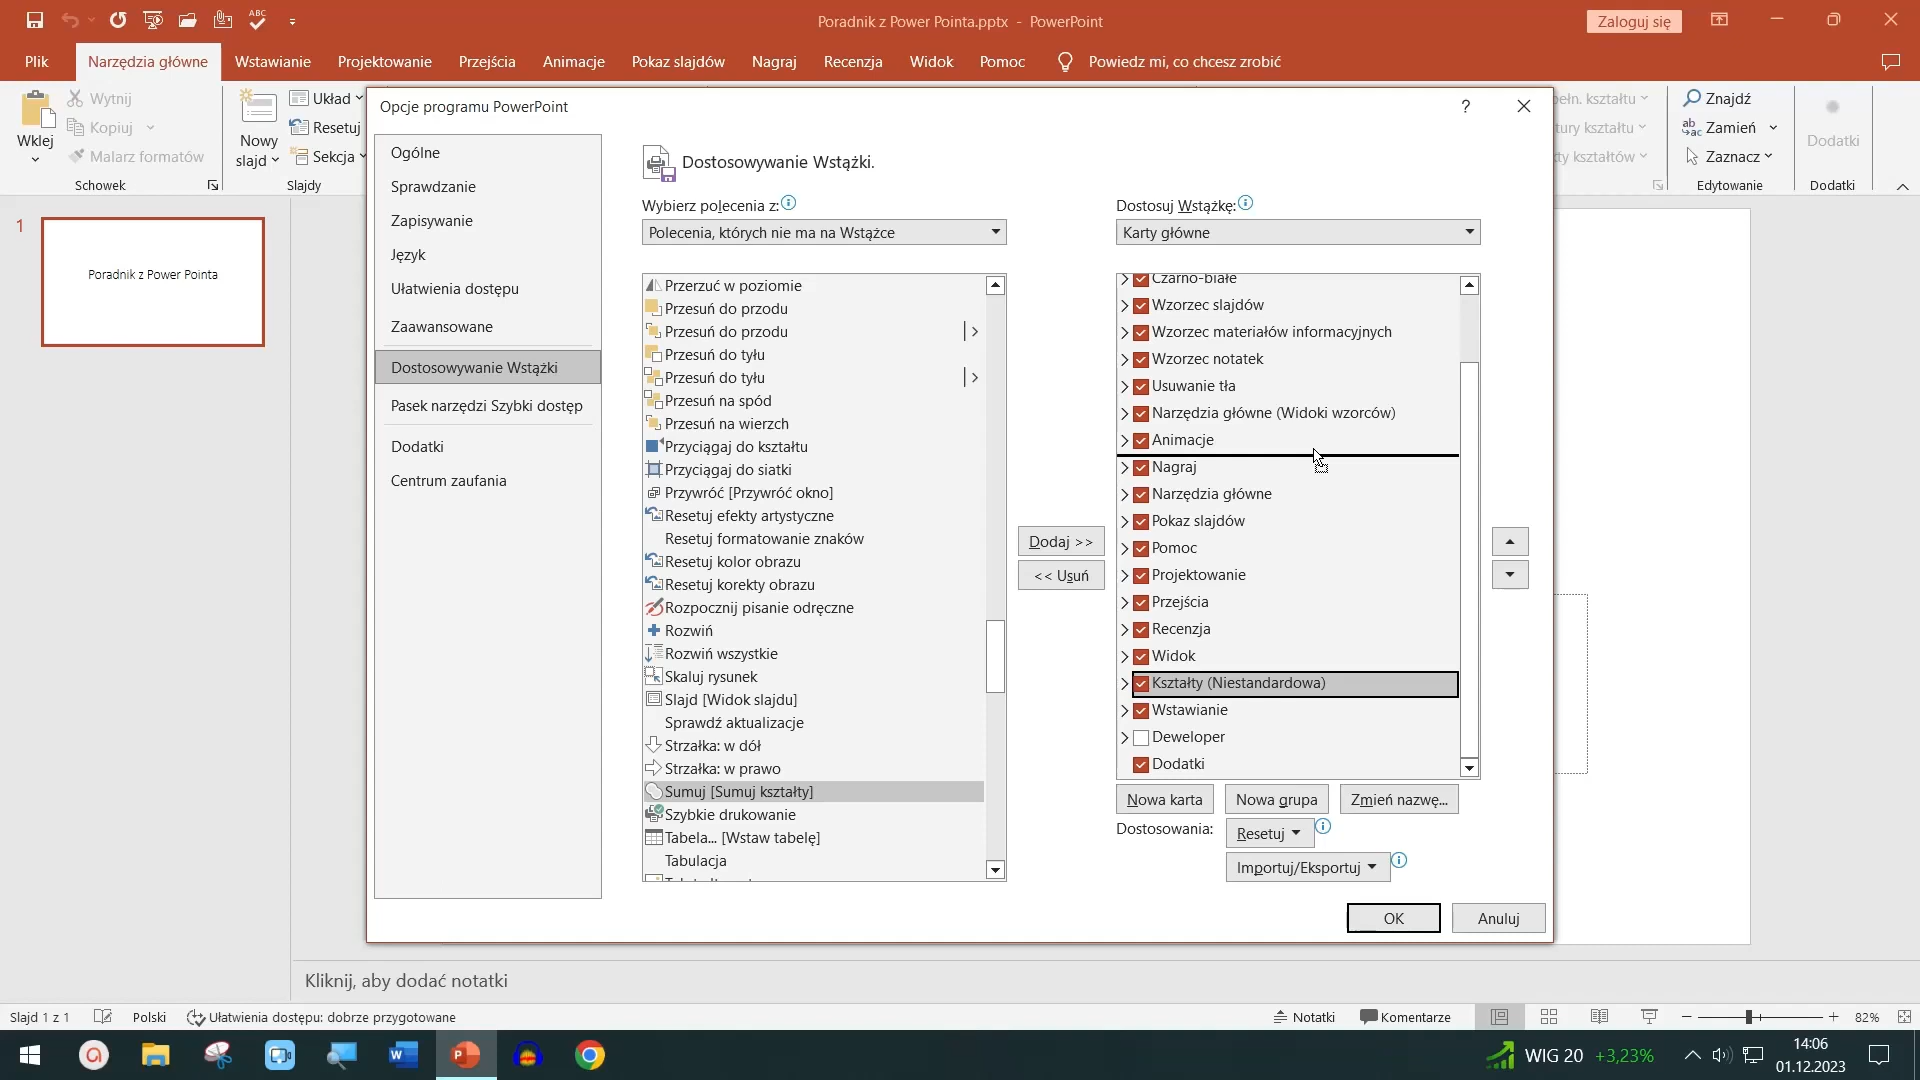 Poradnik z Power Pointa.pptx - PowerPoint
Zaloguj się
Plik
Narzędzia główne
Wstawianie
Projektowanie
Przejścia
Animacje
Pokaz slajdów
Nagraj
Recenzja
Widok
Pomoc
Powiedz mi, co chcesz zrobić
Wklej
Wytnij
Kopiuj
Malarz formatów
Schowek
Nowy
slajd
Układ
Resetuj
Sekcja
Slajdy
Znajdź
Zamień
Zaznacz
Edytowanie
Dodatki
Dodatki
1
Poradnik z Power Pointa
Opcje programu PowerPoint
Ogólne
Sprawdzanie
Zapisywanie
Język
Ułatwienia dostępu
Zaawansowane
Dostosowywanie Wstążki
Pasek narzędzi Szybki dostęp
Dodatki
Centrum zaufania
Dostosowywanie Wstążki.
Wybierz polecenia z:
Polecenia, których nie ma na Wstążce
Przerzuć w poziomie
Przesuń do przodu
Przesuń do przodu
Przesuń do tyłu
Przesuń do tyłu
Przesuń na spód
Przesuń na wierzch
Przyciągaj do kształtu
Przyciągaj do siatki
Przywróć [Przywróć okno]
Resetuj efekty artystyczne
Resetuj formatowanie znaków
Resetuj kolor obrazu
Resetuj korekty obrazu
Rozpocznij pisanie odręczne
Rozwiń
Rozwiń wszystkie
Skaluj rysunek
Slajd [Widok slajdu]
Sprawdź aktualizacje
Strzałka: w dół
Strzałka: w prawo
Sumuj [Sumuj kształty]
Szybkie drukowanie
Tabela... [Wstaw tabelę]
Tabulacja
Dodaj >>
<< Usuń
Dostosuj Wstążkę:
Karty główne
Czarno-białe
Wzorzec slajdów
Wzorzec materiałów informacyjnych
Wzorzec notatek
Usuwanie tła
Narzędzia główne (Widoki wzorców)
Animacje
Nagraj
Narzędzia główne
Pokaz slajdów
Pomoc
Projektowanie
Przejścia
Recenzja
Widok
Kształty (Niestandardowa)
Wstawianie
Deweloper
Dodatki
Nowa karta
Nowa grupa
Zmień nazwę...
Dostosowania:
Resetuj
Importuj/Eksportuj
OK
Anuluj
Kliknij, aby dodać notatki
Slajd 1 z 1
Polski
Ułatwienia dostępu: dobrze przygotowane
Notatki
Komentarze
82%
WIG 20 +3,23%
14:06
01.12.2023